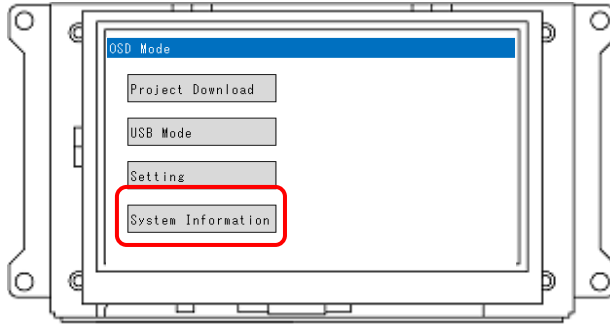 OSD Mode
Project Download
USB Mode
Setting
System Information